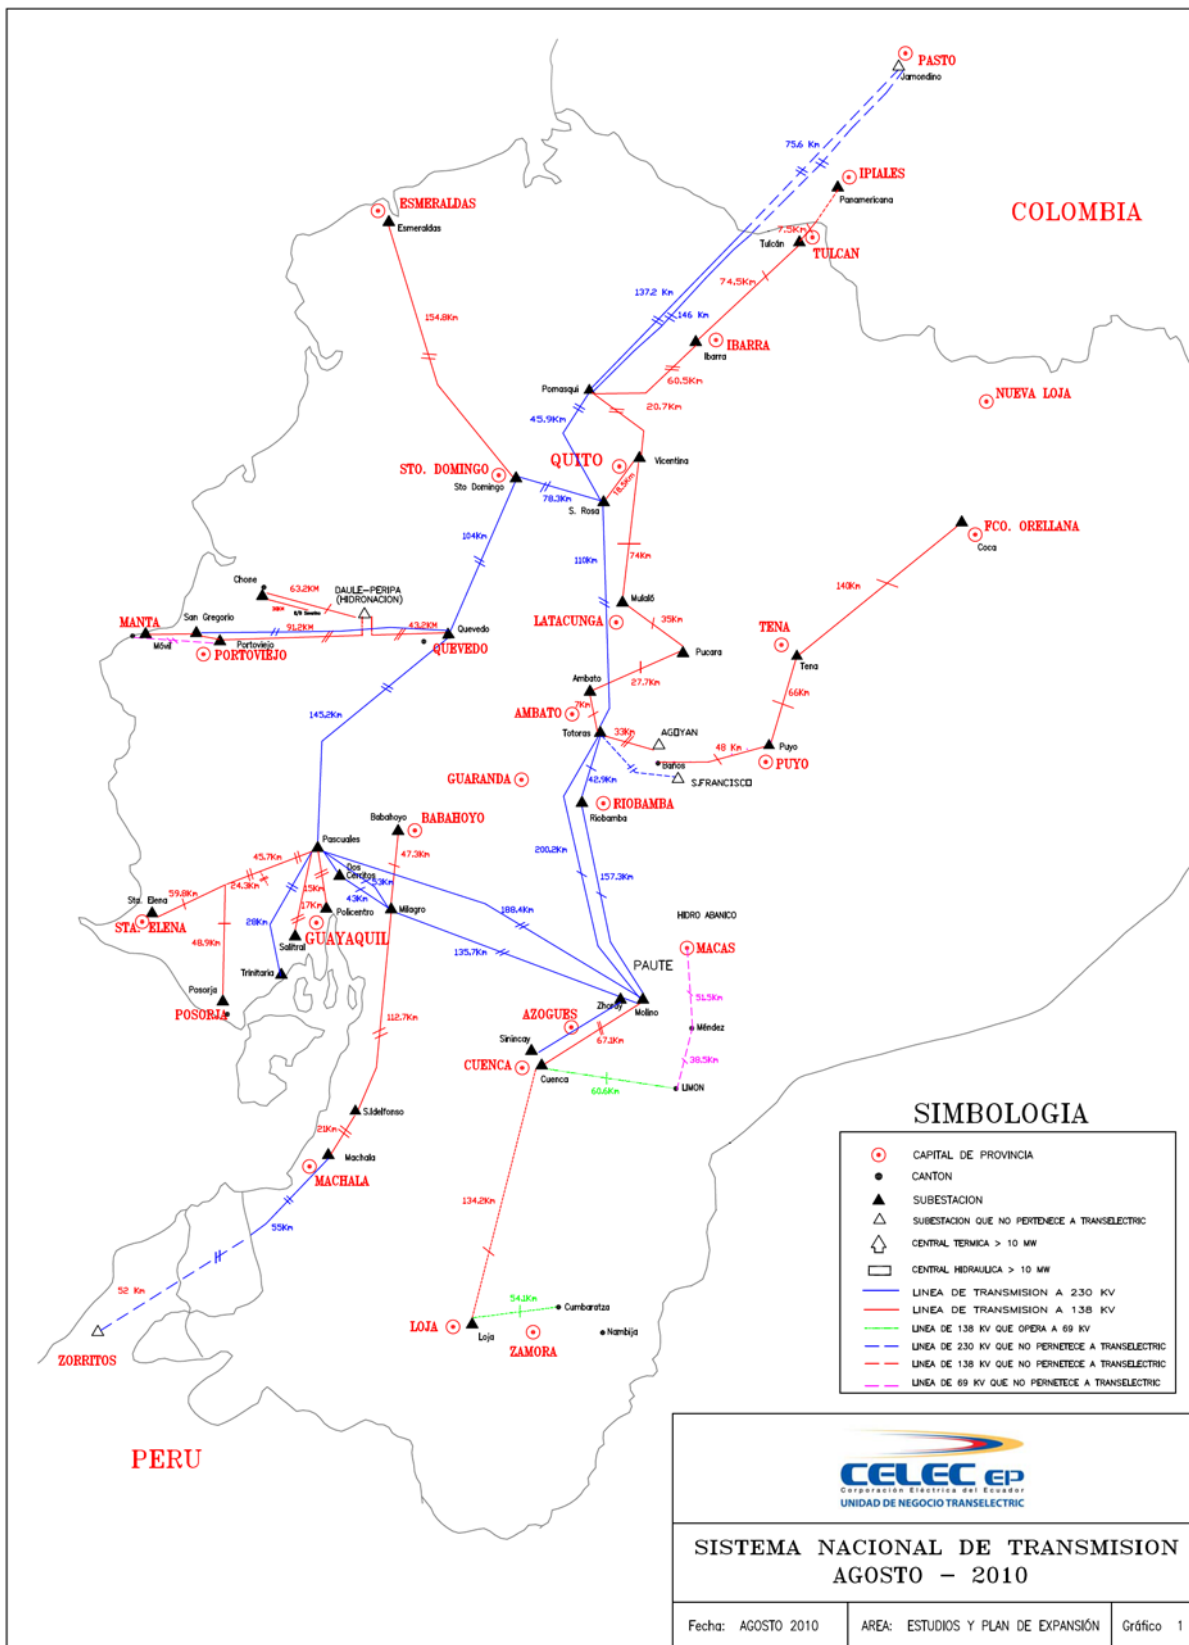 PASTO
Jamondino
75.6 Km
IPIALES
Panamericana
COLOMBIA
ESMERALDAS
Esmeraldas
7.5Km
Tulcán
TULCAN
74.5Km
137.2 Km
146 Km
154.8Km
IBARRA
Ibarra
60.5Km
Pomasqui
NUEVA LOJA
20.7Km
45.9Km
QUITO
Vicentina
STO. DOMINGO
Sto Domingo
78.3Km
18.5Km
S. Rosa
FCO. ORELLANA
Coca
104Km
110Km
74Km
140Km
Chone
63.2KM
DAULE-PERIPA
(HIDRONACION)
Mulaló
MANTA
San Gregorio
91.2KM
43.2KM
Quevedo
LATACUNGA
35Km
TENA
Móvil
Portoviejo
QUEVEDO
PORTOVIEJO
Pucara
Tena
27.7Km
Ambato
66Km
145.2Km
7Km
AMBATO
Totoras
33Km
AGOYAN
48 Km
Puyo
Baños
PUYO
GUARANDA
42.9Km
S.FRANCISCO
RIOBAMBA
Riobamba
Babahoyo
BABAHOYO
Pascuales
47.3Km
200.2Km
45.7Km
Dos
Cerritos
53Km
157.3Km
59.8Km
24.3Km
15Km
43Km
Sta. Elena
17Km
Policentro
Milagro
188.4Km
HIDRO ABANICO
STA. ELENA
28Km
GUAYAQUIL
Salitral
48.9Km
135.7Km
MACAS
PAUTE
Trinitaria
51.5Km
Posorja
Zhoray
Molino
POSORJA
AZOGUES
Méndez
112.7Km
67.1Km
Sinincay
CUENCA
38.5Km
Cuenca
60.6Km
LIMON
S.Idelfonso
21Km
Machala
MACHALA
134.2Km
55Km
52 Km
54.1Km
Cumbaratza
LOJA
Loja
ZAMORA
Nambija
ZORRITOS
PERU
SIMBOLOGIA
CAPITAL DE PROVINCIA
CANTON
SUBESTACION
SUBESTACION QUE NO PERTENECE A TRANSELECTRIC
CENTRAL TERMICA > 10 MW
CENTRAL HIDRAULICA > 10 MW
LINEA DE TRANSMISION A 230 KV
LINEA DE TRANSMISION A 138 KV
LINEA DE 138 KV QUE OPERA A 69 KV
LINEA DE 230 KV QUE NO PERNETECE A TRANSELECTRIC
LINEA DE 138 KV QUE NO PERNETECE A TRANSELECTRIC
LINEA DE 69 KV QUE NO PERNETECE A TRANSELECTRIC
CELEC EP
Corporación Eléctrica del Ecuador
UNIDAD DE NEGOCIO TRANSELECTRIC
SISTEMA NACIONAL DE TRANSMISION
AGOSTO - 2010
Fecha: AGOSTO 2010
AREA: ESTUDIOS Y PLAN DE EXPANSIÓN
Gráfico 1